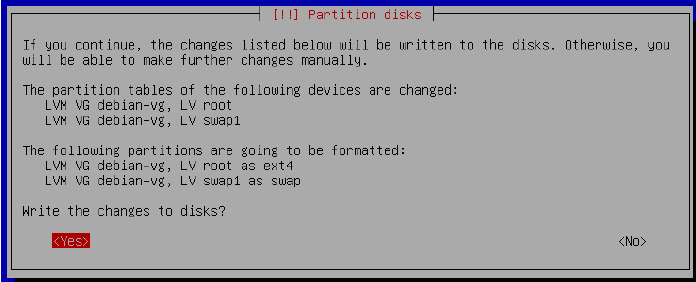 [!!] Partition disks
If you continue, the changes listed below will be written to the disks. Otherwise, you
will be able to make further changes manually.
The partition tables of the following devices are changed:
LVM VG debian-vg, LV root
LVM VG debian-vg, LV swap1
The following partitions are going to be formatted:
LVM VG debian-vg, LV root as ext4
LVM VG debian-vg, LV swap1 as swap
Write the changes to disks?
<Yes> <No>